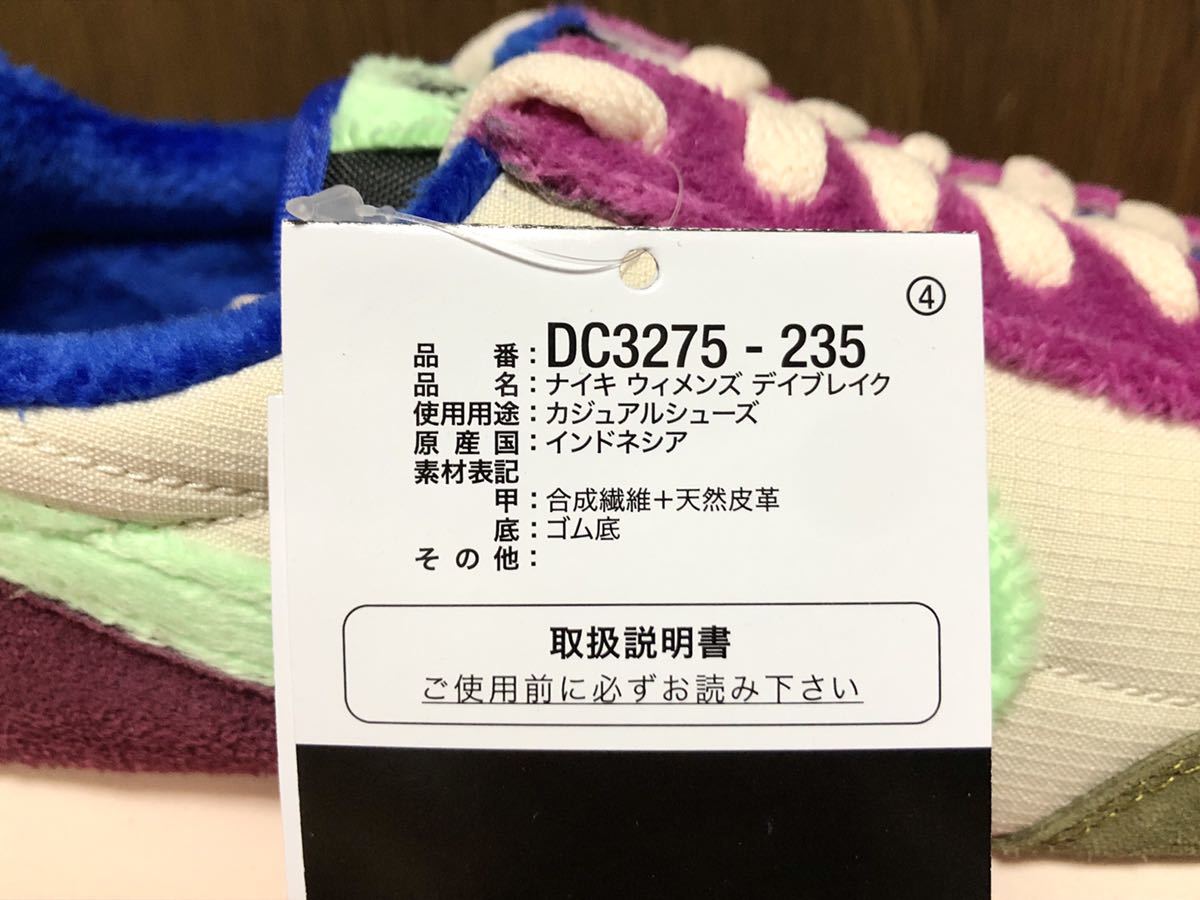 ④
品番：DC3275 - 235
品名：ナイキ ウィメンズ デイブレイク
使用用途：カジュアルシューズ
原産国：インドネシア
素材表記
甲：合成繊維＋天然皮革
底：ゴム底
その他：
取扱説明書
ご使用前に必ずお読み下さい